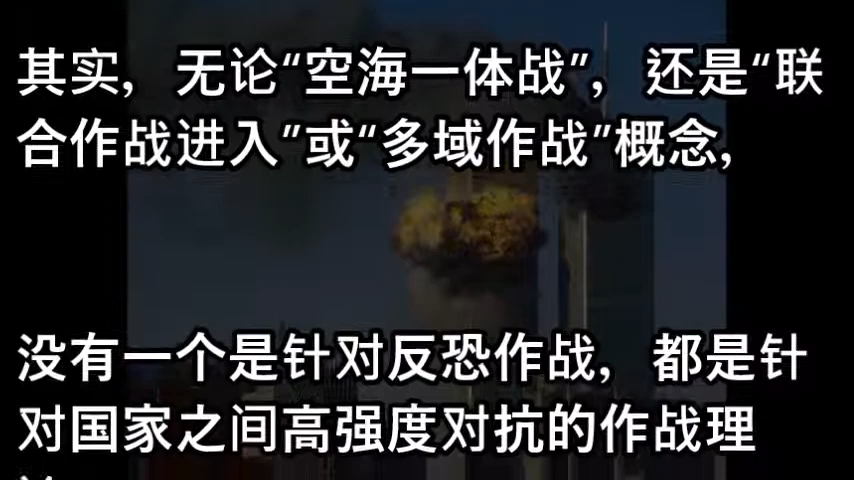 其实，无论“空海一体战”，还是“联
合作战进入”或“多域作战”概念，
没有一个是针对反恐作战，都是针
对国家之间高强度对抗的作战理